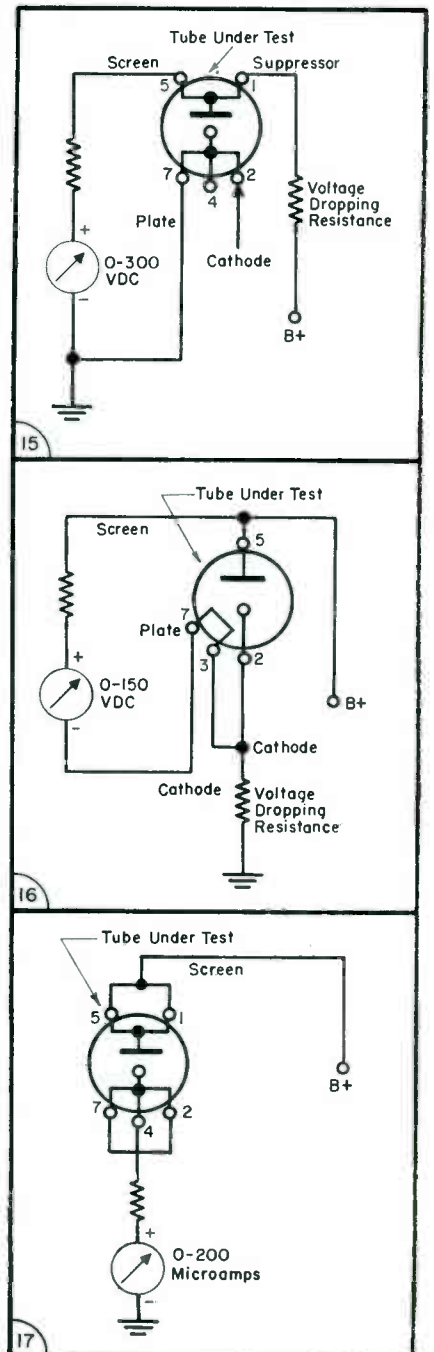 Tube Under Test
Screen
Suppressor
5
1
7
4
2
Plate
Cathode
Voltage
Dropping
Resistance
+
0-300
VDC
-
B+
15
Tube Under Test
Screen
5
7
Plate
3
2
+
0-150
VDC
-
B+
Cathode
Cathode
Voltage
Dropping
Resistance
16
Tube Under Test
Screen
5
1
B+
7
4
2
+
0-200
Microamps
-
17